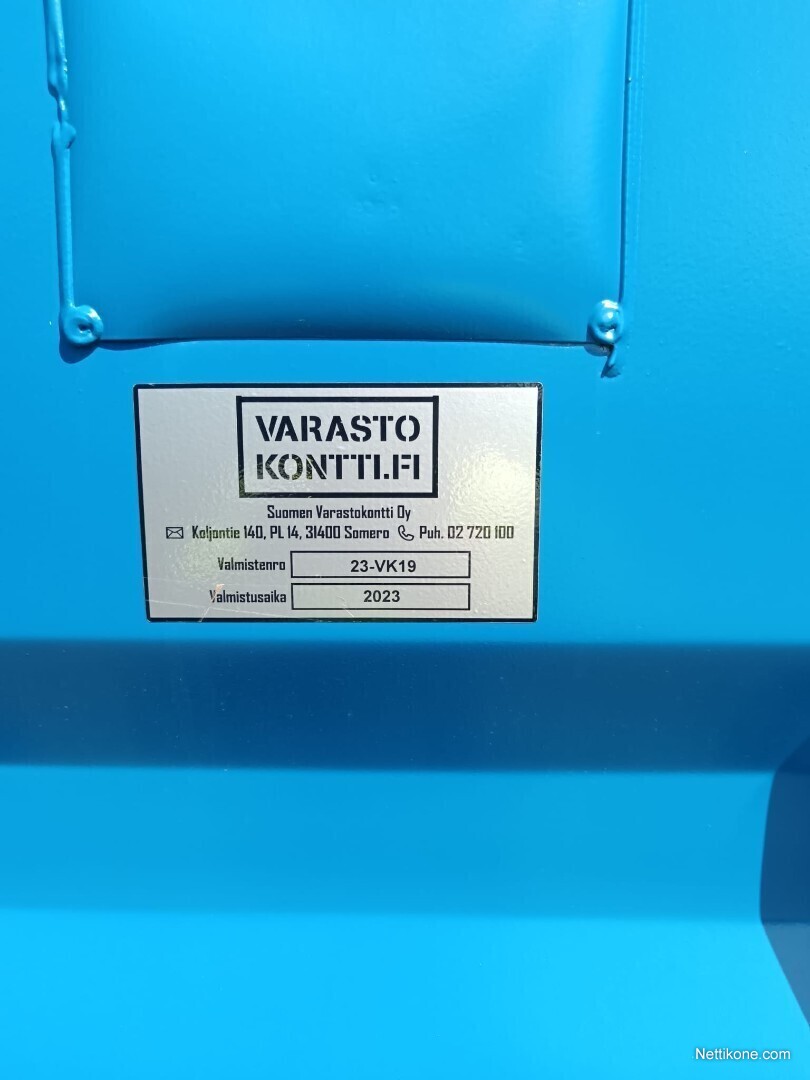 VARASTO
KONTTI.FI
Suomen Varastokontti Oy
Koljontie 140, PL 14, 31400 Somero Puh. 02 720 100
Valmistenro 23-VK19
Valmistusaika 2023
Nettikone.com